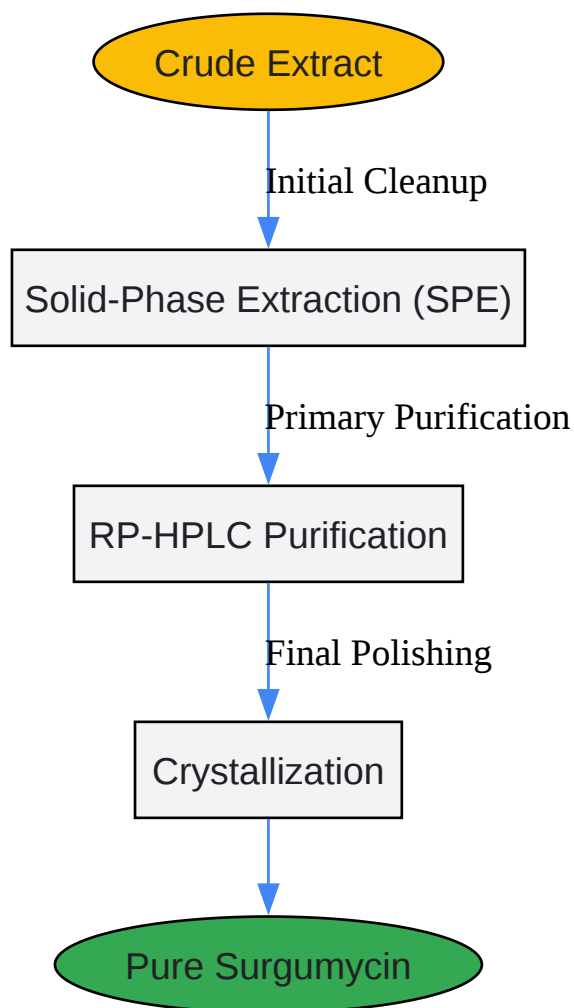 Crude Extract
Initial Cleanup
Solid-Phase Extraction (SPE)
Primary Purification
RP-HPLC Purification
Final Polishing
Crystallization
Pure Surgumycin